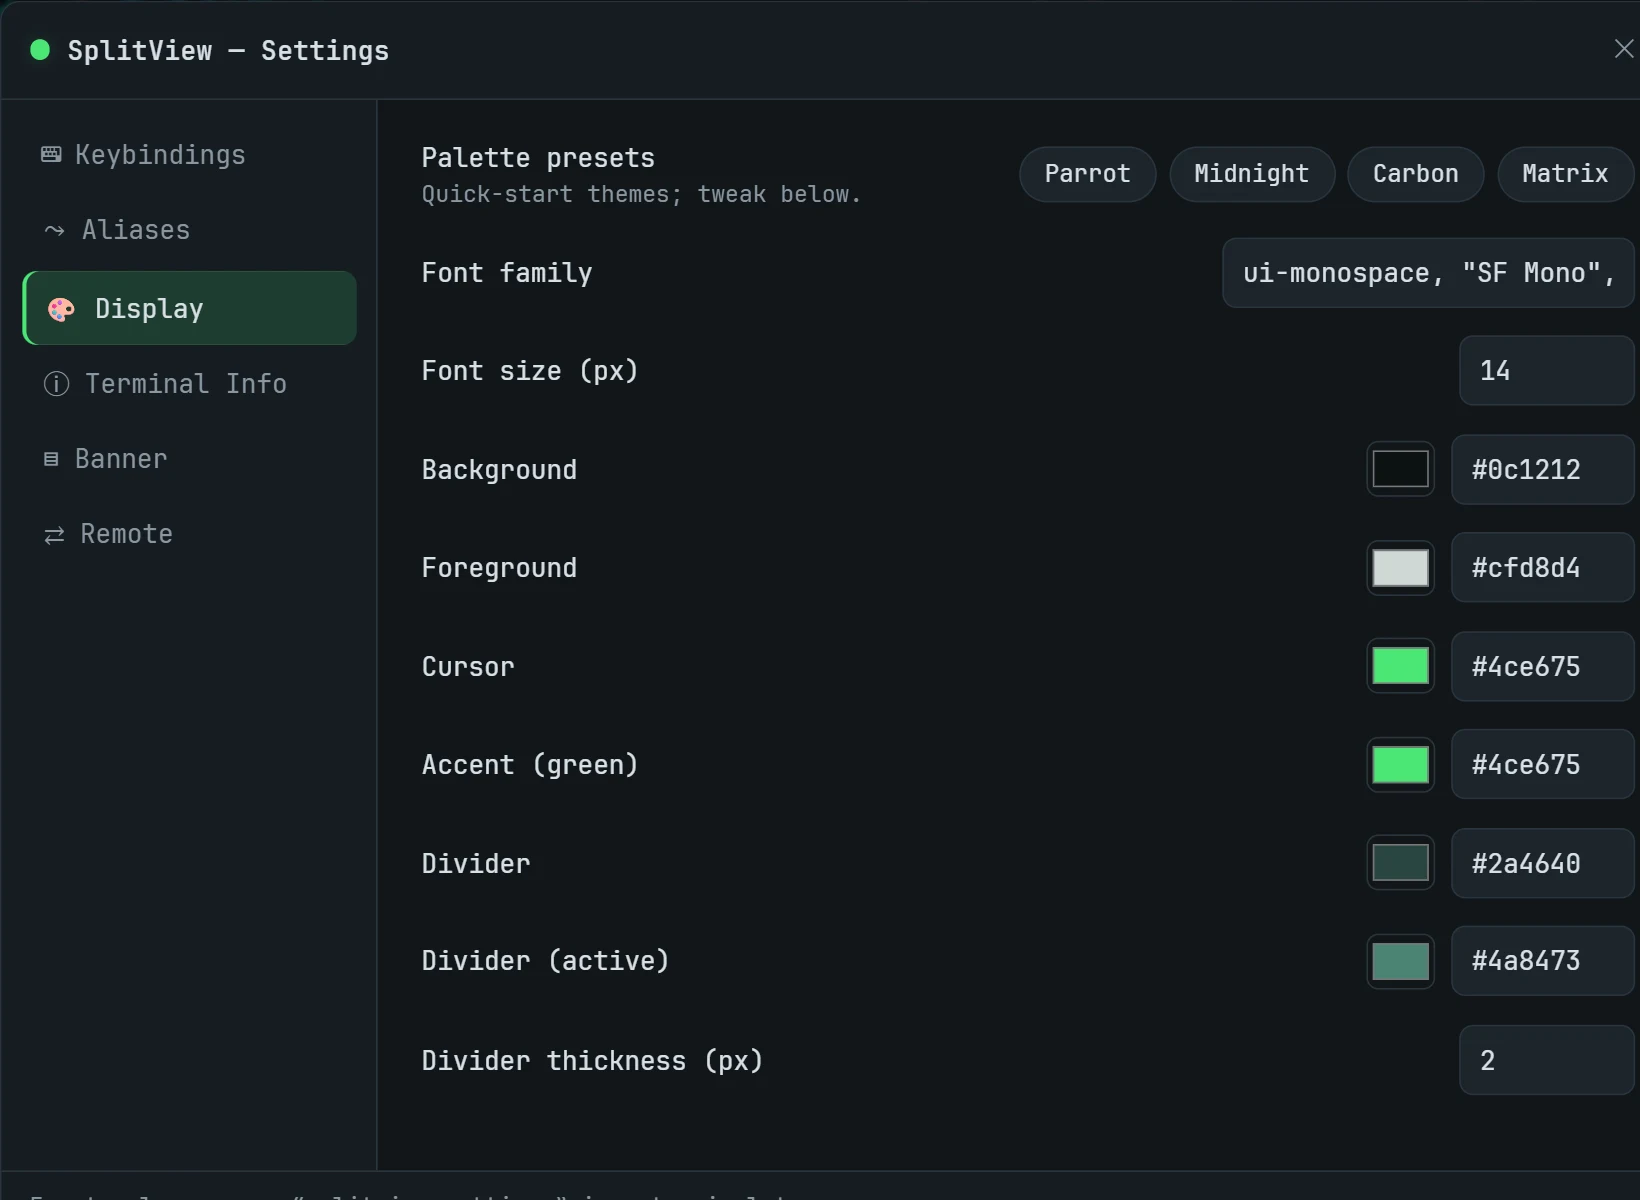 SplitView — Settings
Keybindings
Aliases
Display
Terminal Info
Banner
Remote
Palette presets
Quick-start themes; tweak below.
Parrot
Midnight
Carbon
Matrix
Font family
ui-monospace, "SF Mono",
Font size (px)
14
Background
#0c1212
Foreground
#cfd8d4
Cursor
#4ce675
Accent (green)
#4ce675
Divider
#2a4640
Divider (active)
#4a8473
Divider thickness (px)
2